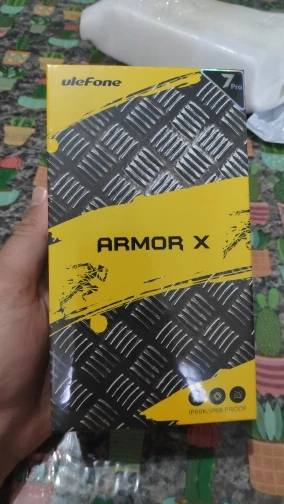 uleFone
7
Pro
ARMOR X
IP69K/IP68 PROOF